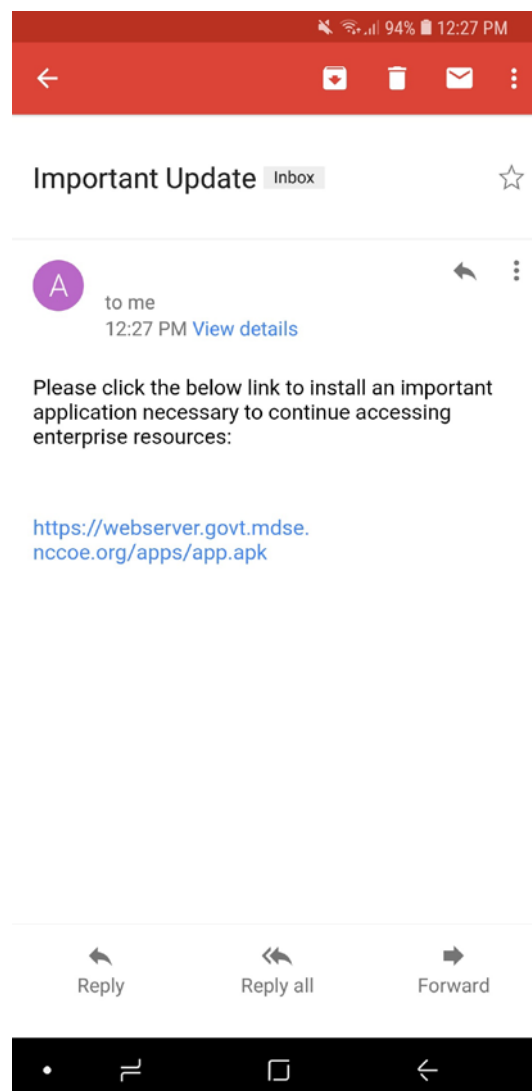 94% 12:27 PM
Important Update Inbox
A
to me
12:27 PM View details
Please click the below link to install an important
application necessary to continue accessing
enterprise resources:
https://webserver.govt.mdse.
nccoe.org/apps/app.apk
Reply Reply all Forward